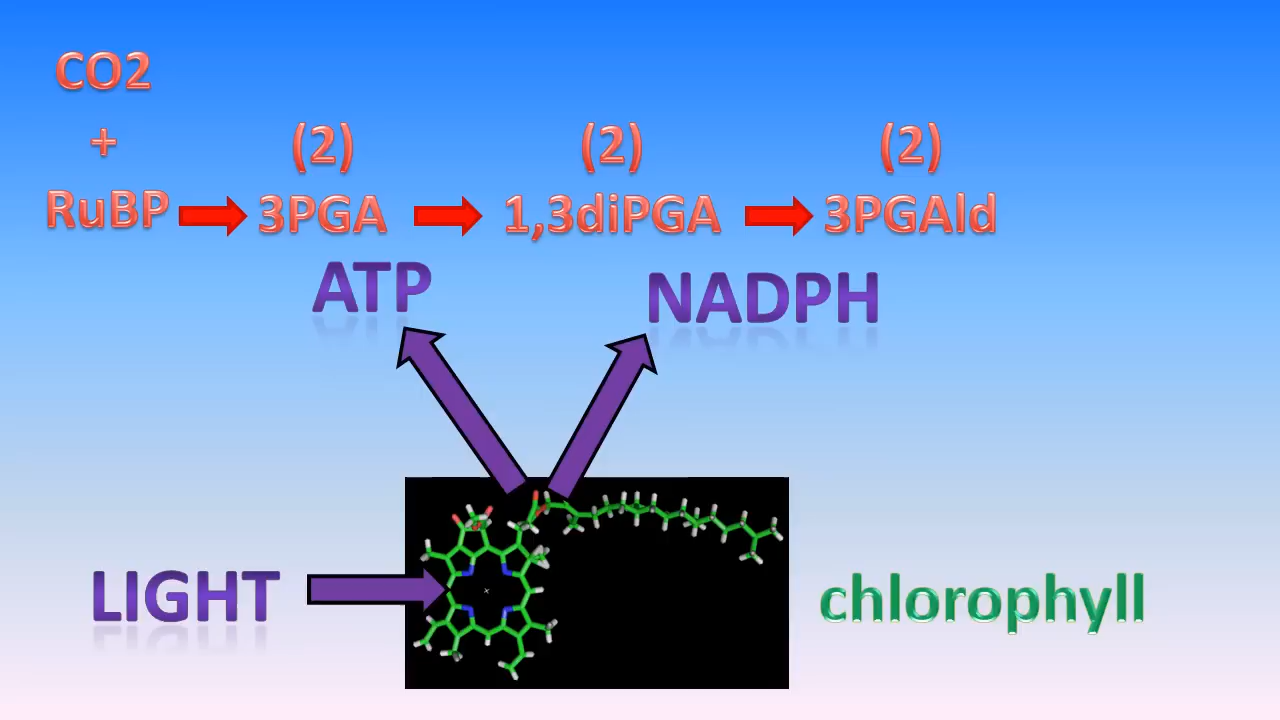 CO2
+
(2) (2) (2)
RuBP 3PGA 1,3diPGA 3PGAld
ATP NADPH
LIGHT chlorophyll